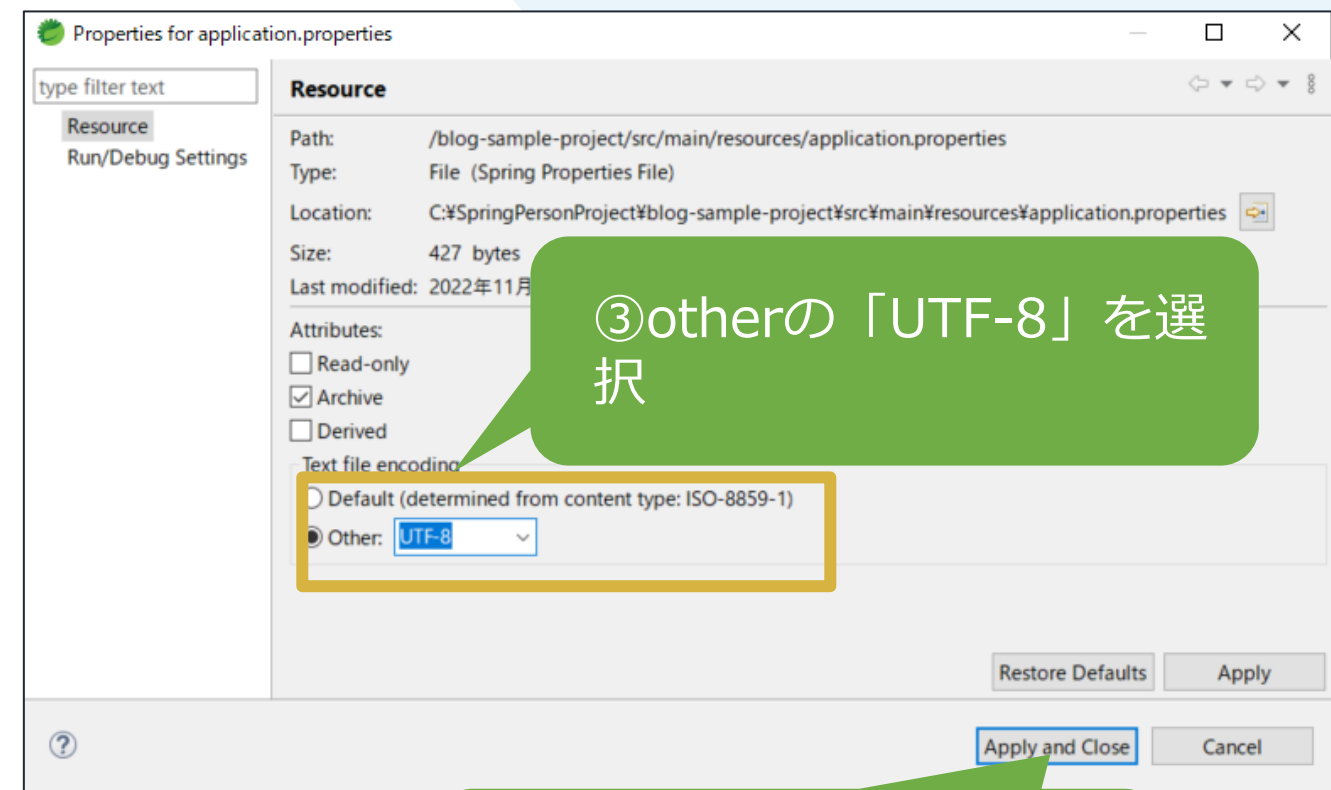 Properties for application.properties
type filter text
Resource
Run/Debug Settings
Resource
Path: /blog-sample-project/src/main/resources/application.properties
Type: File (Spring Properties File)
Location: C:¥SpringPersonProject¥blog-sample-project¥src¥main¥resources¥application.properties
Size: 427 bytes
Last modified: 2022年11月
③otherの「UTF-8」を選
択
Attributes:
Read-only
Archive
Derived
Text file encoding
Default (determined from content type: ISO-8859-1)
Other: UTF-8
Restore Defaults Apply
Apply and Close Cancel